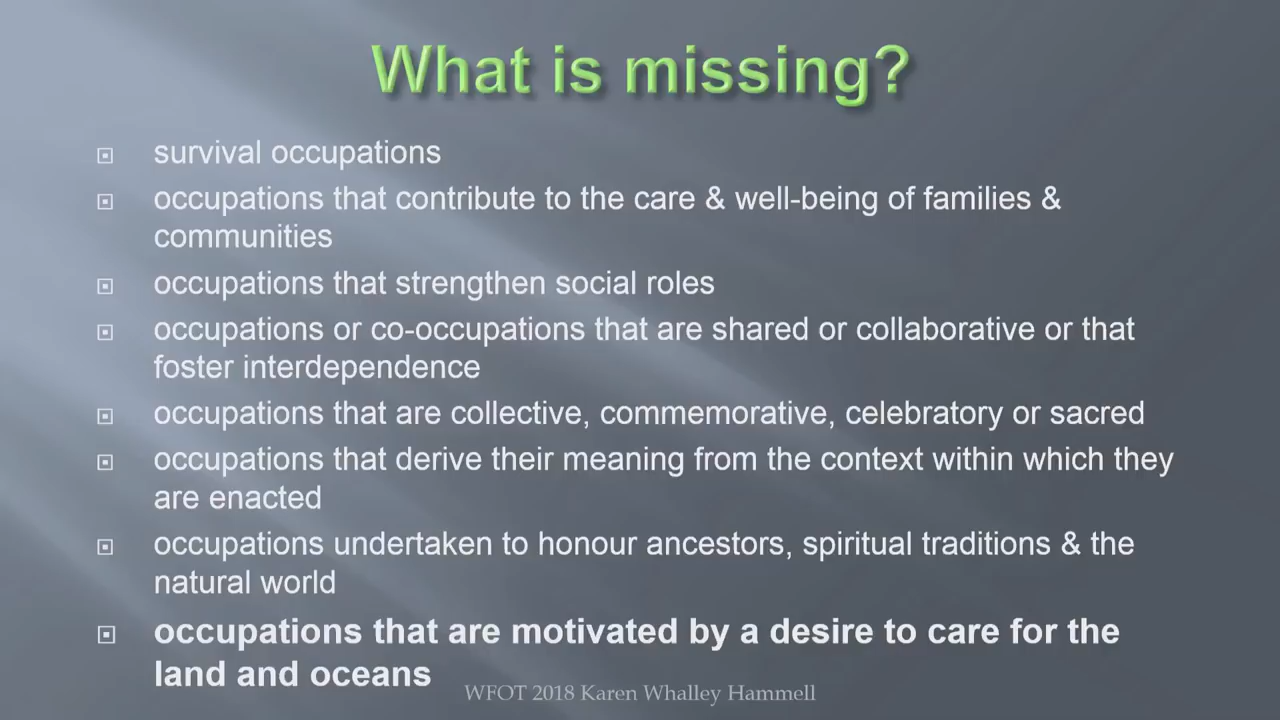 What is missing?
survival occupations
occupations that contribute to the care & well-being of families &
communities
occupations that strengthen social roles
occupations or co-occupations that are shared or collaborative or that
foster interdependence
occupations that are collective, commemorative, celebratory or sacred
occupations that derive their meaning from the context within which they
are enacted
occupations undertaken to honour ancestors, spiritual traditions & the
natural world
occupations that are motivated by a desire to care for the
land and oceans
WFOT 2018 Karen Whalley Hammell